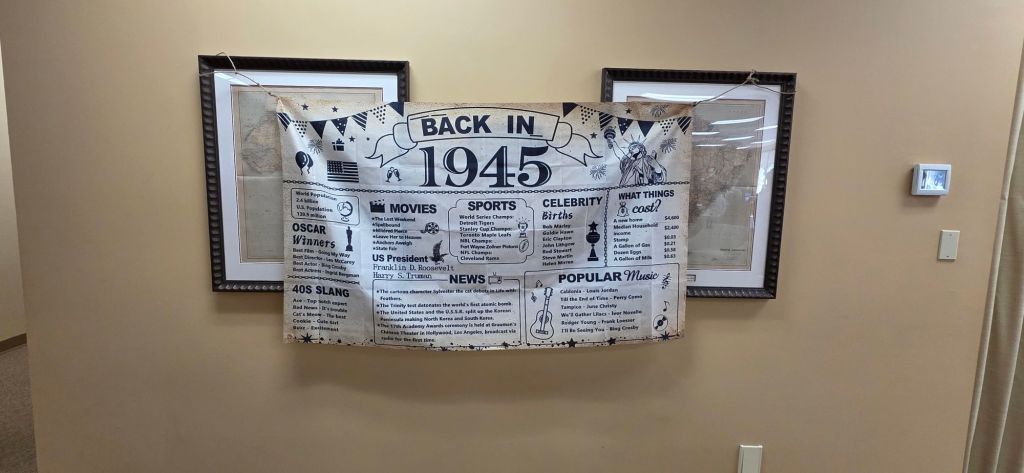 BACK IN
1945
World Population
2.4 billion
U.S. Population
139.9 million
OSCAR
Winners
Best Film - Going My Way
Best Director - Leo McCarey
Best Actor - Bing Crosby
Best Actress - Ingrid Bergman
40S SLANG
Ace - Top notch expert
Bad News - It's trouble
Cat's Meow - The best
Cookie - Cute Girl
Buzz - Excitement
MOVIES
The Lost Weekend
Spellbound
Mildred Pierce
Leave Her to Heaven
Anchors Aweigh
State Fair
US President
Franklin D. Roosevelt
Harry S. Truman
SPORTS
World Series Champs:
Detroit Tigers
Stanley Cup Champs:
Toronto Maple Leafs
NBL Champs:
Fort Wayne Zollner Pistons
NFL Champs:
Cleveland Rams
CELEBRITY
Births
Bob Marley
Goldie Hawn
Eric Clapton
John Lithgow
Rod Stewart
Steve Martin
Helen Mirren
WHAT THINGS
cost?
A new home $4,600
Median Household
Income $2,400
Stamp $0.03
A Gallon of Gas $0.21
Dozen Eggs $0.58
A Gallon of Milk $0.63
NEWS
The cartoon character Sylvester the cat debuts in Life with
Feathers.
The Trinity test detonates the world's first atomic bomb.
The United States and the U.S.S.R. split up the Korean
Peninsula making North Korea and South Korea.
The 17th Academy Awards ceremony is held at Grauman's
Chinese Theater in Hollywood, Los Angeles, broadcast via
radio for the first time.
POPULAR Music
Caldonia - Louis Jordan
Till the End of Time - Perry Como
Tampico - June Christy
We'll Gather Lilacs - Ivor Novello
Rodger Young - Frank Loesser
I'll Be Seeing You - Bing Crosby